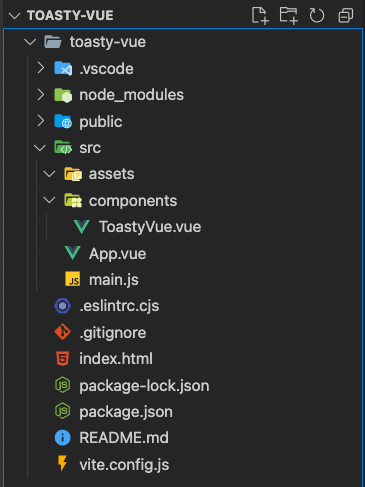 TOASTY-VUE
toasty-vue
.vscode
node_modules
public
src
assets
components
ToastyVue.vue
App.vue
JS main.js
.eslintrc.cjs
.gitignore
index.html
package-lock.json
package.json
README.md
vite.config.js